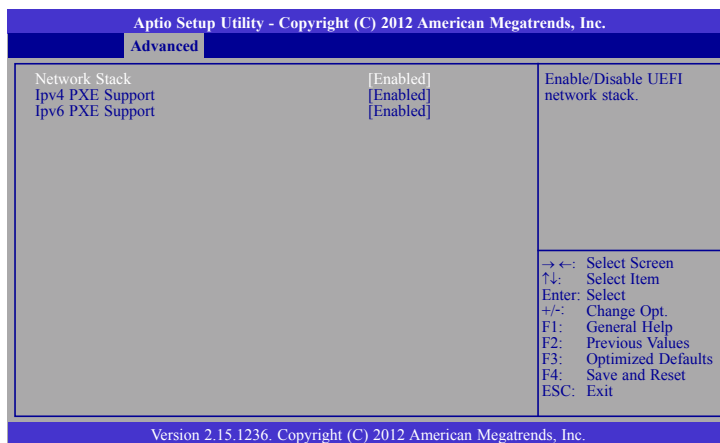 Aptio Setup Utility - Copyright (C) 2012 American Megatrends, Inc.
Advanced
Network Stack [Enabled]
Ipv4 PXE Support [Enabled]
Ipv6 PXE Support [Enabled]
Enable/Disable UEFI
network stack.
→ ←: Select Screen
↑↓: Select Item
Enter: Select
+/-: Change Opt.
F1: General Help
F2: Previous Values
F3: Optimized Defaults
F4: Save and Reset
ESC: Exit
Version 2.15.1236. Copyright (C) 2012 American Megatrends, Inc.